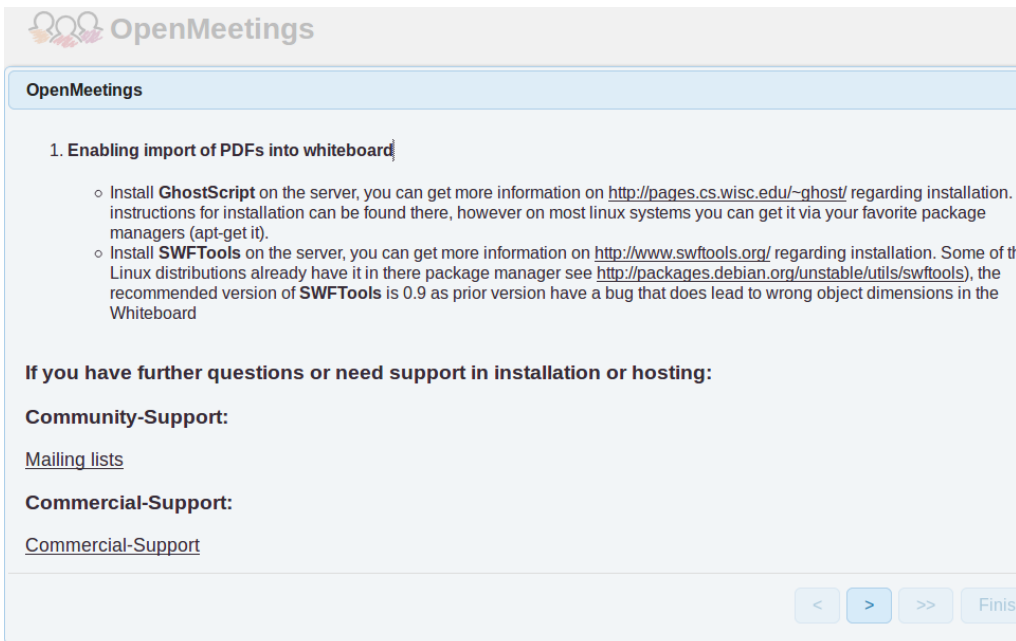 OpenMeetings
OpenMeetings
1. Enabling import of PDFs into whiteboard
Install GhostScript on the server, you can get more information on http://pages.cs.wisc.edu/~ghost/ regarding installation.
instructions for installation can be found there, however on most linux systems you can get it via your favorite package
managers (apt-get it).
Install SWFTools on the server, you can get more information on http://www.swftools.org/ regarding installation. Some of
Linux distributions already have it in there package manager see http://packages.debian.org/unstable/utils/swftools), the
recommended version of SWFTools is 0.9 as prior version have a bug that does lead to wrong object dimensions in the
Whiteboard
If you have further questions or need support in installation or hosting:
Community-Support:
Mailing lists
Commercial-Support:
Commercial-Support
< > >> Finis